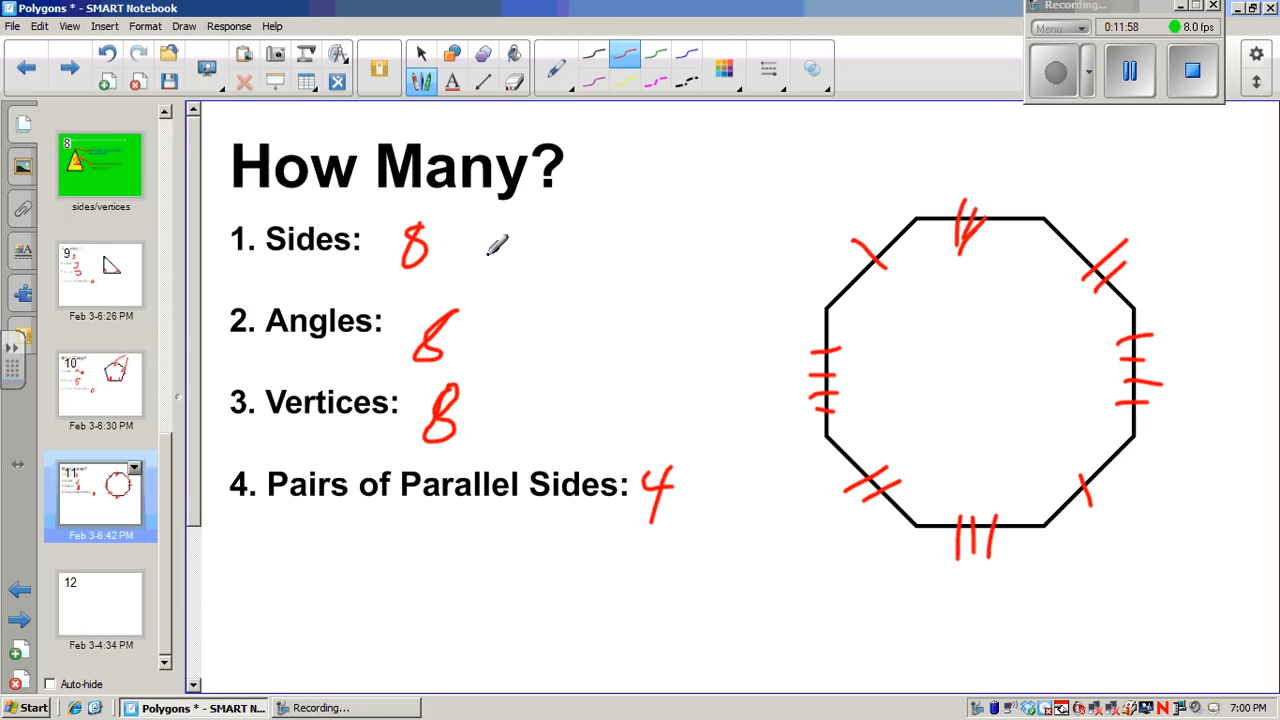 Polygons * - SMART Notebook
Recording...
File Edit View Insert Format Draw Response Help
Menu 0:11:58 8.0 fps
8
sides/vertices
9
Feb 3-6:26 PM
10
Feb 3-6:30 PM
11
Feb 3-6:42 PM
12
Feb 3-4:34 PM
Auto-hide
How Many?
1. Sides: 8
2. Angles: 8
3. Vertices: 8
4. Pairs of Parallel Sides: 4
Start Polygons * - SMART N... Recording... 7:00 PM